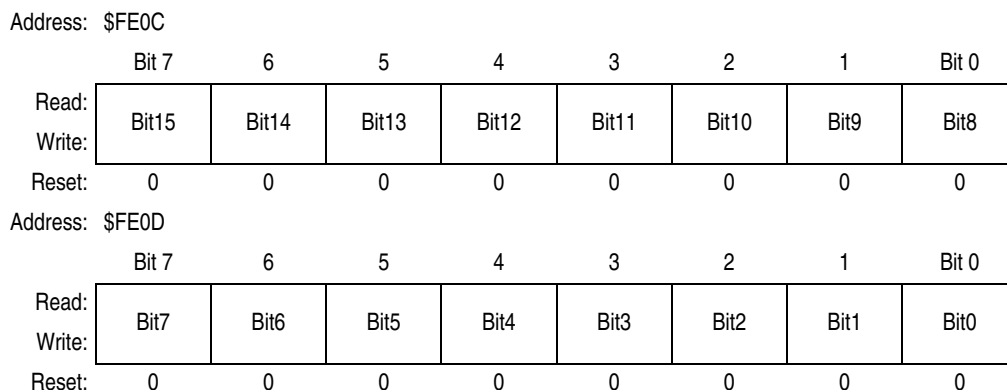 Address: $FE0C
Bit 7 6 5 4 3 2 1 Bit 0
Read:
Bit15 Bit14 Bit13 Bit12 Bit11 Bit10 Bit9 Bit8
Write:
Reset: 0 0 0 0 0 0 0 0
Address: $FE0D
Bit 7 6 5 4 3 2 1 Bit 0
Read:
Bit7 Bit6 Bit5 Bit4 Bit3 Bit2 Bit1 Bit0
Write:
Reset: 0 0 0 0 0 0 0 0